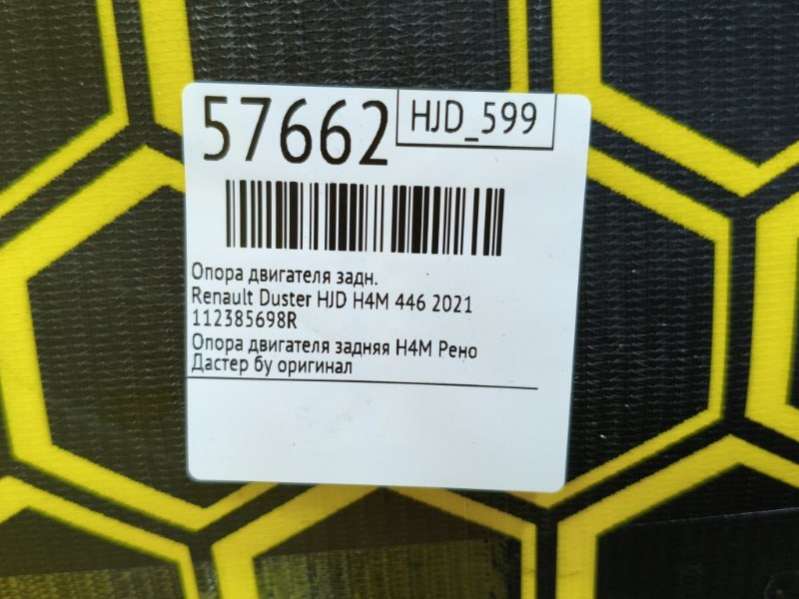 57662
HJD_599
Опора двигателя задн.
Renault Duster HJD H4M 446 2021
112385698R
Опора двигателя задняя H4M Рено
Дастер бу оригинал